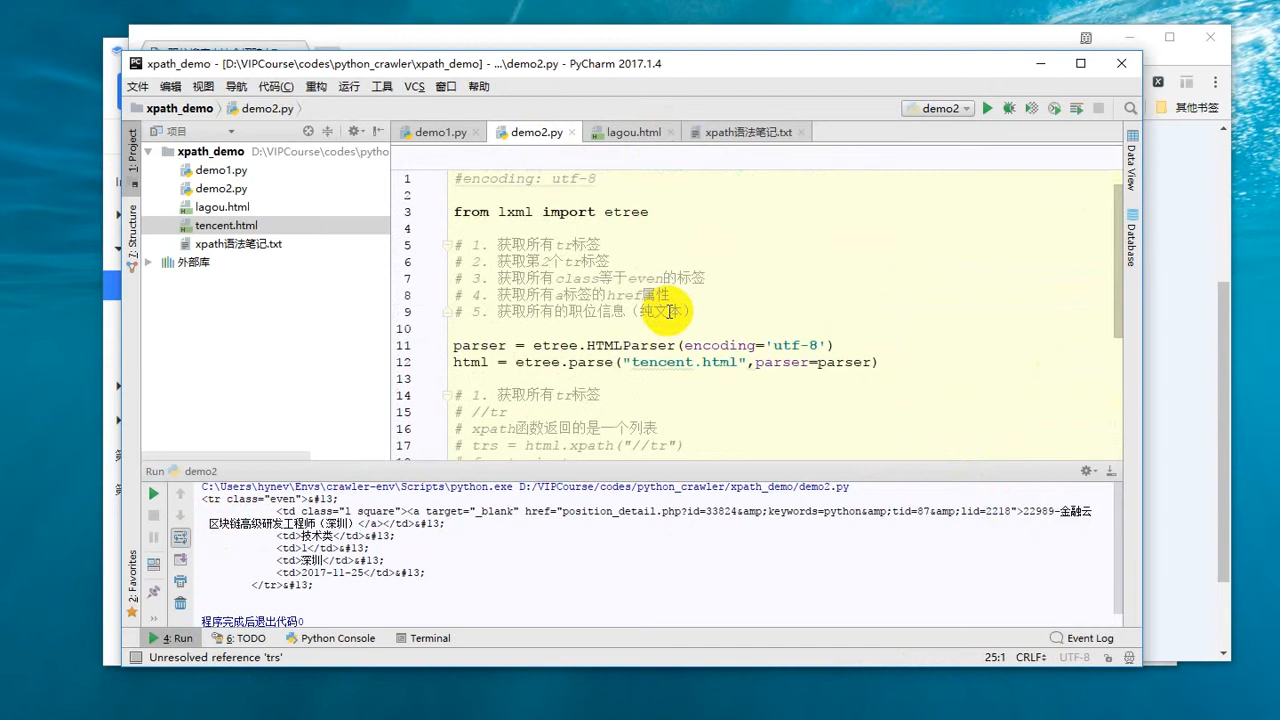 xpath_demo - [D:\VIPCourse\codes\python_crawler\xpath_demo] - ...\demo2.py - PyCharm 2017.1.4
文件 编辑 视图 导航 代码(C) 重构 运行 工具 VCS 窗口 帮助
其他书签
xpath_demo demo2.py demo2
1: Project 项目 demo1.py demo2.py lagou.html xpath语法笔记.txt Data View
xpath_demo D:\VIPCourse\codes\pytho
demo1.py
demo2.py
lagou.html
tencent.html
xpath语法笔记.txt
外部库
7: Structure
Database
1 #encoding: utf-8
2
3 from lxml import etree
4
5 # 1. 获取所有tr标签
6 # 2. 获取第2个tr标签
7 # 3. 获取所有class等于even的标签
8 # 4. 获取所有a标签的href属性
9 # 5. 获取所有的职位信息（纯文本）
10
11 parser = etree.HTMLParser(encoding='utf-8')
12 html = etree.parse("tencent.html",parser=parser)
13
14 # 1. 获取所有tr标签
15 # //tr
16 # xpath函数返回的是一个列表
17 # trs = html.xpath("//tr")
Run demo2
C:\Users\hynev\Envs\crawler-env\Scripts\python.exe D:/VIPCourse/codes/python_crawler/xpath_demo/demo2.py
<tr class="even">&#13;
<td class="l square"><a target="_blank" href="position_detail.php?id=33824&amp;keywords=python&amp;tid=87&amp;lid=2218">22989-金融云
区块链高级研发工程师（深圳）</a></td>&#13;
<td>技术类</td>&#13;
<td>1</td>&#13;
<td>深圳</td>&#13;
<td>2017-11-25</td>&#13;
</tr>&#13;
程序完成后退出代码0
2: Favorites
4: Run 6: TODO Python Console Terminal Event Log
Unresolved reference 'trs' 25:1 CRLF UTF-8